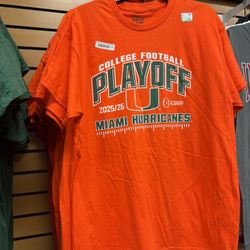 COLLEGE FOOTBALL
PLAYOFF
2025/26
U
MIAMI HURRICANES